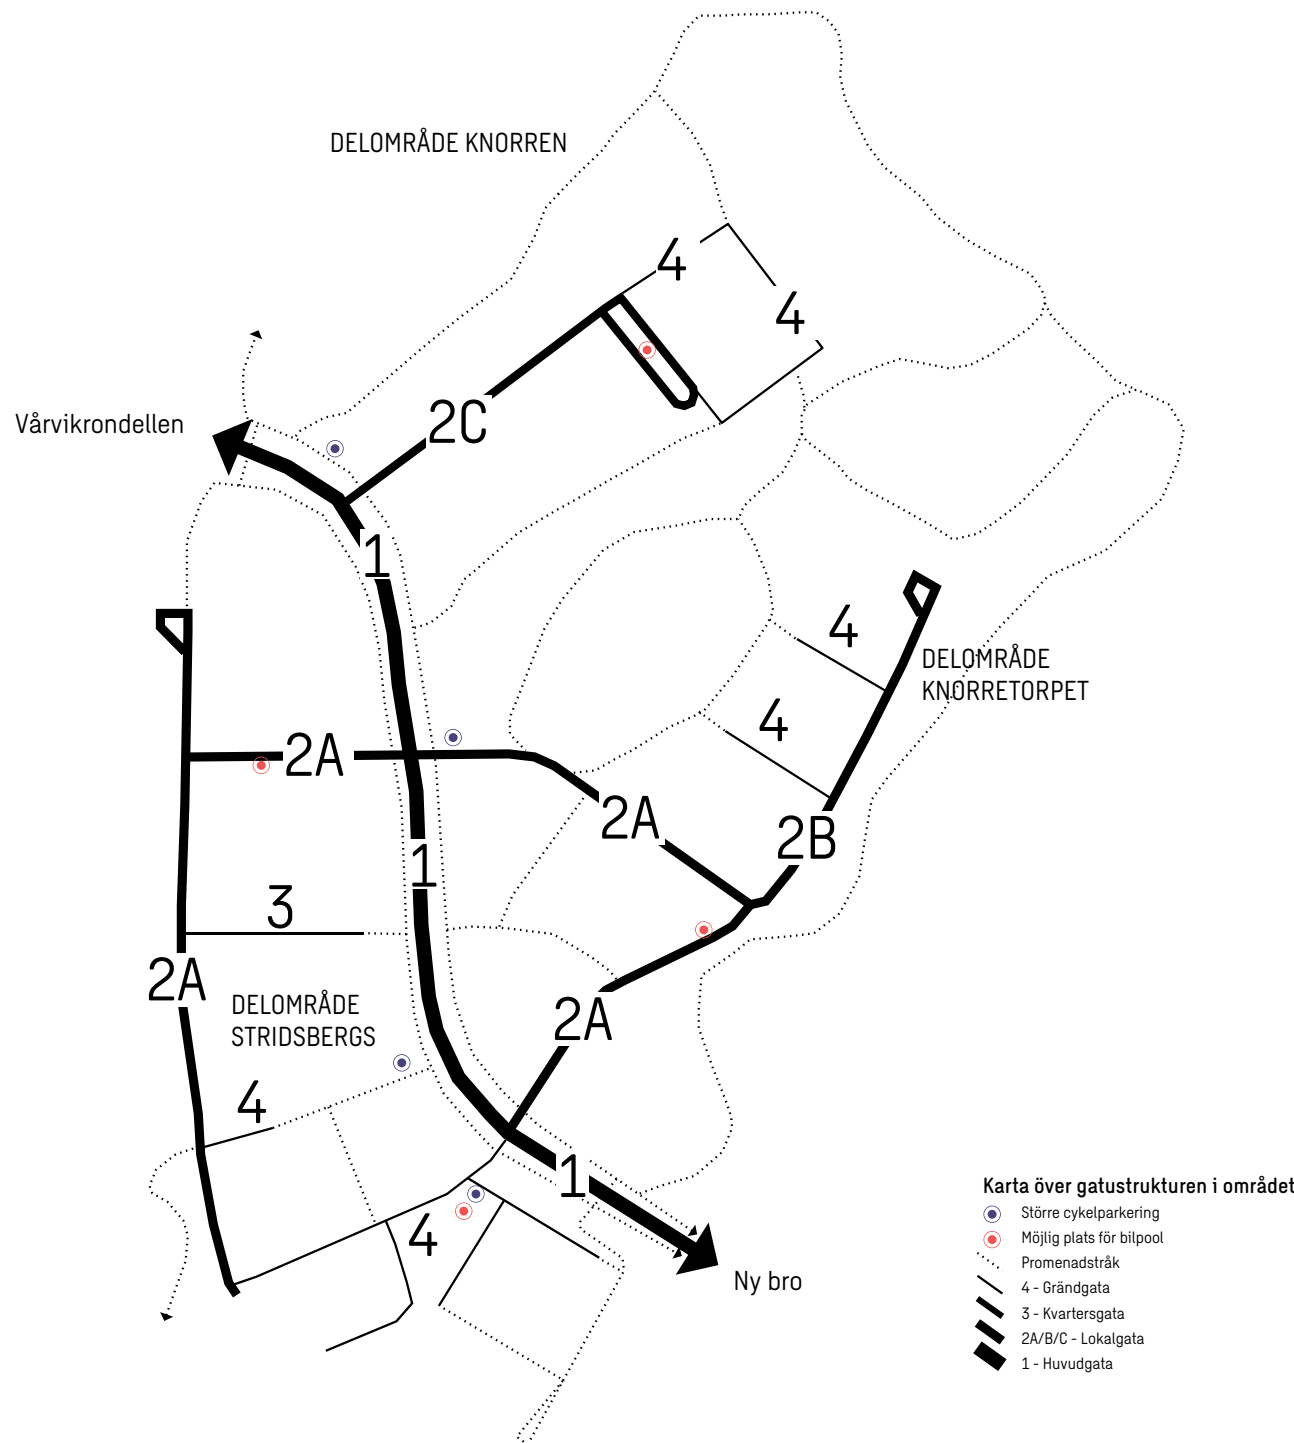 DELOMRÅDE KNORREN
4
4
Vårvikrondellen
2C
1
4
DELOMRÅDE
KNORRETORPET
4
2A
2A
2B
1
3
2A
DELOMRÅDE
STRIDSBERGS
2A
4
1
4
Ny bro
Karta över gatustrukturen i området
Större cykelparkering
Möjlig plats för bilpool
Promenadstråk
4 - Grändgata
3 - Kvartersgata
2A/B/C - Lokalgata
1 - Huvudgata